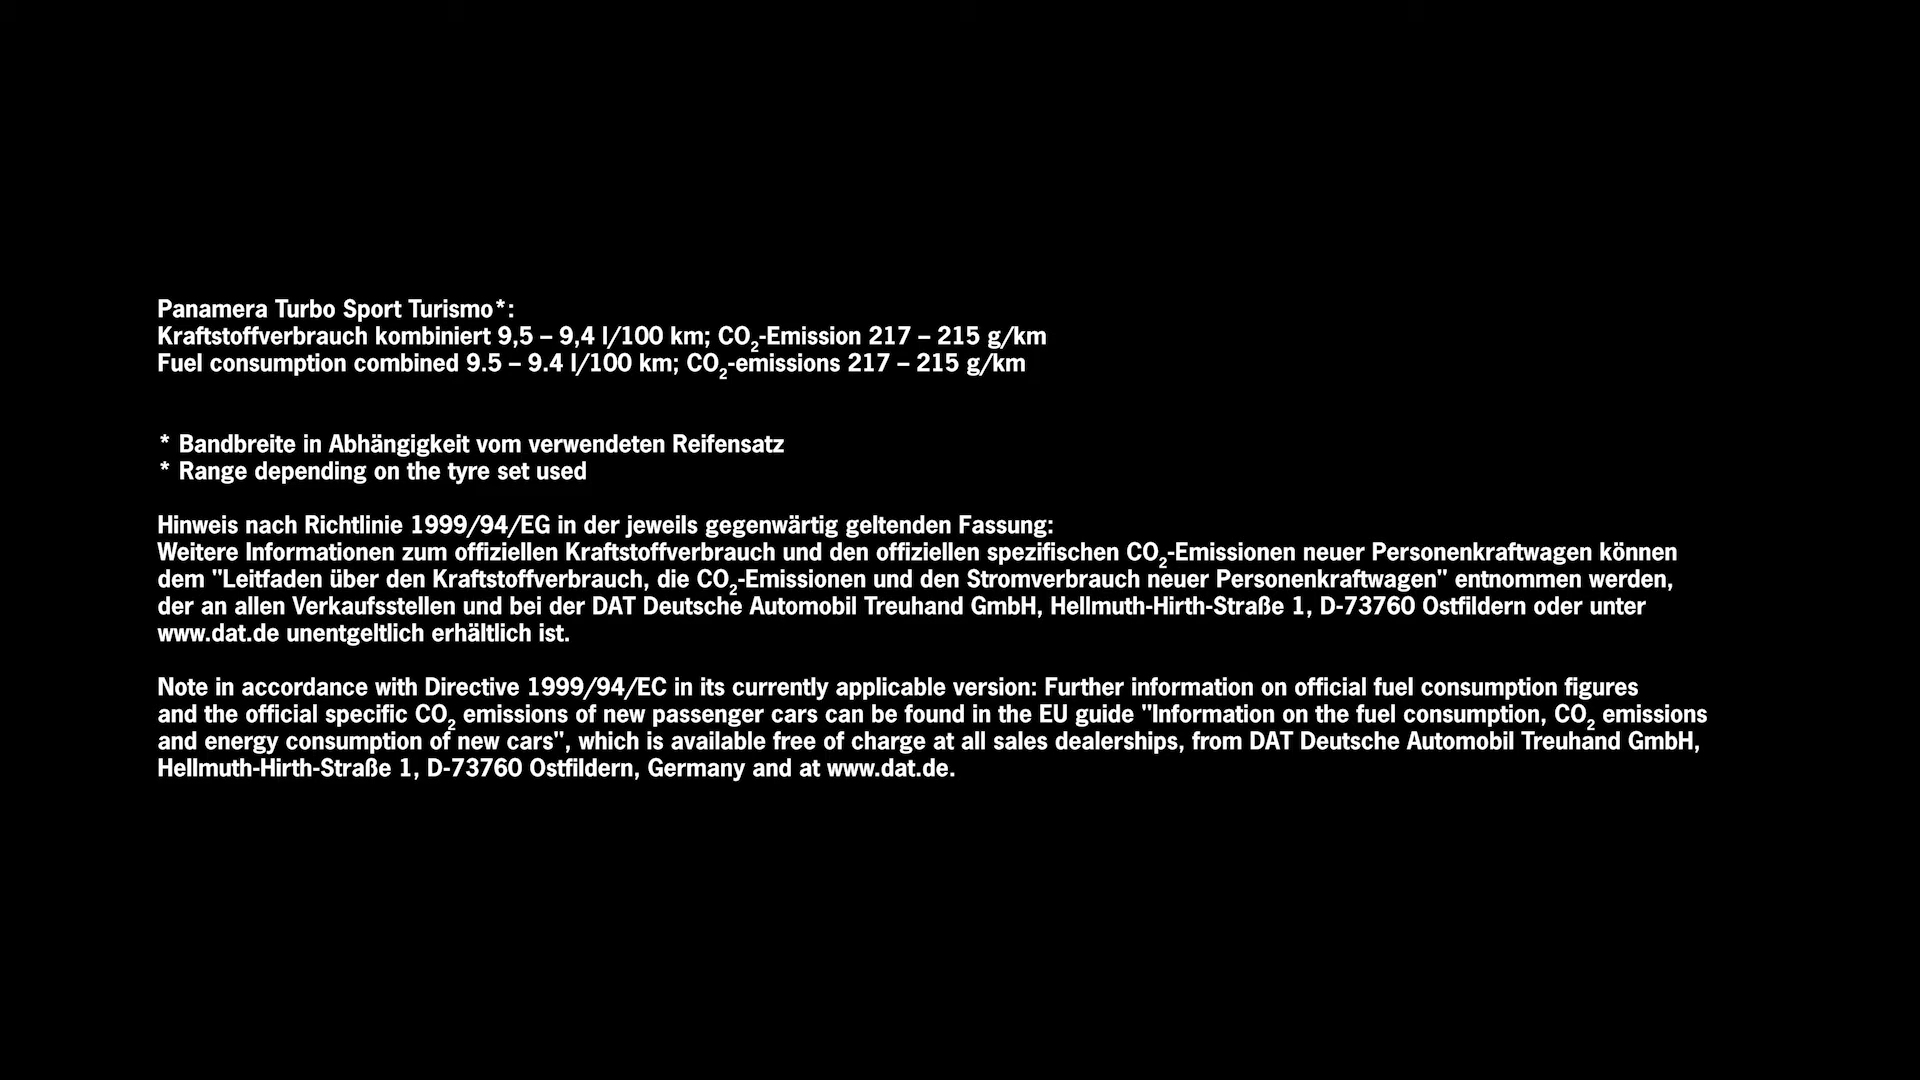 Panamera Turbo Sport Turismo*:
Kraftstoffverbrauch kombiniert 9,5 – 9,4 l/100 km; CO₂-Emission 217 – 215 g/km
Fuel consumption combined 9.5 – 9.4 l/100 km; CO₂-emissions 217 – 215 g/km
* Bandbreite in Abhängigkeit vom verwendeten Reifensatz
* Range depending on the tyre set used
Hinweis nach Richtlinie 1999/94/EG in der jeweils gegenwärtig geltenden Fassung:
Weitere Informationen zum offiziellen Kraftstoffverbrauch und den offiziellen spezifischen CO₂-Emissionen neuer Personenkraftwagen können
dem "Leitfaden über den Kraftstoffverbrauch, die CO₂-Emissionen und den Stromverbrauch neuer Personenkraftwagen" entnommen werden,
der an allen Verkaufsstellen und bei der DAT Deutsche Automobil Treuhand GmbH, Hellmuth-Hirth-Straße 1, D-73760 Ostfildern oder unter
www.dat.de unentgeltlich erhältlich ist.
Note in accordance with Directive 1999/94/EC in its currently applicable version: Further information on official fuel consumption figures
and the official specific CO₂ emissions of new passenger cars can be found in the EU guide "Information on the fuel consumption, CO₂ emissions
and energy consumption of new cars", which is available free of charge at all sales dealerships, from DAT Deutsche Automobil Treuhand GmbH,
Hellmuth-Hirth-Straße 1, D-73760 Ostfildern, Germany and at www.dat.de.